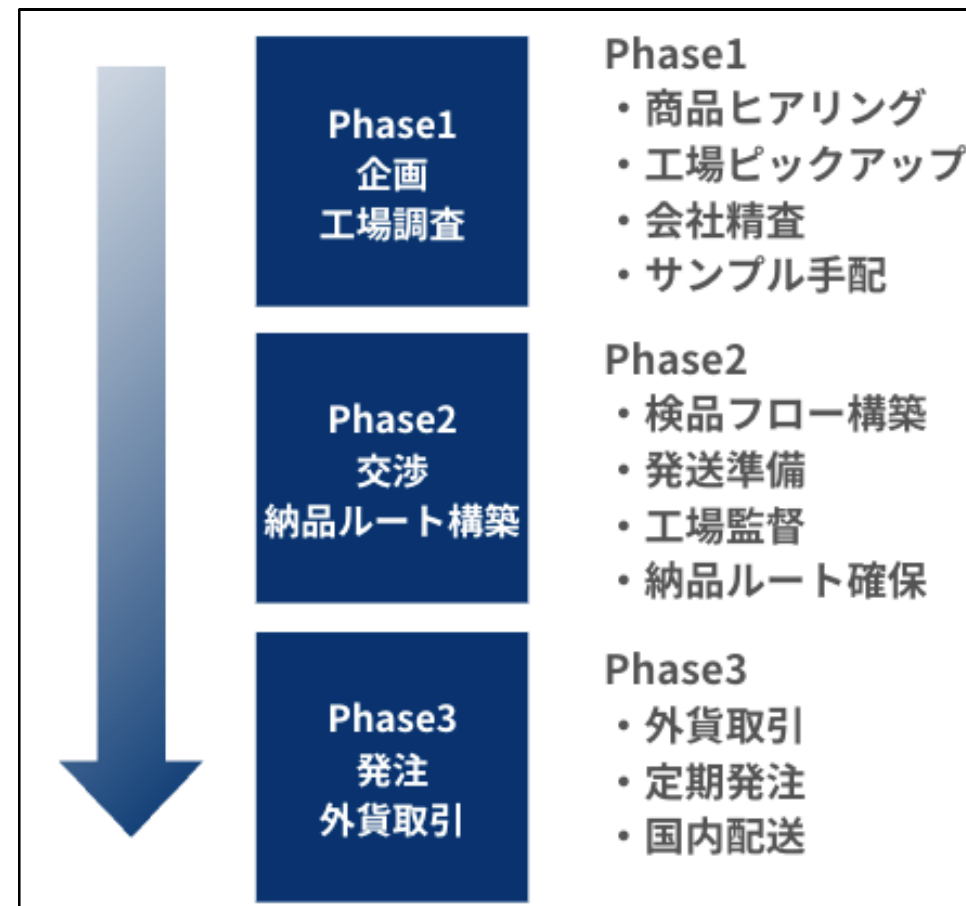 Phase1
企画
工場調査
Phase1
・商品ヒアリング
・工場ピックアップ
・会社精査
・サンプル手配
Phase2
交渉
納品ルート構築
Phase2
・検品フロー構築
・発送準備
・工場監督
・納品ルート確保
Phase3
発注
外貨取引
Phase3
・外貨取引
・定期発注
・国内配送